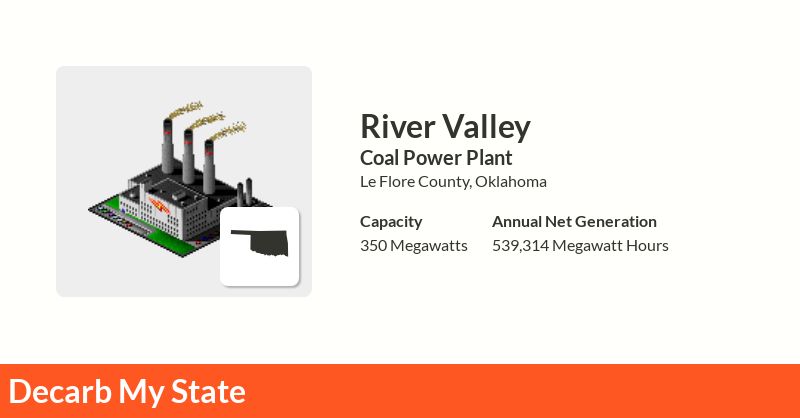 River Valley
Coal Power Plant
Le Flore County, Oklahoma
Capacity
Annual Net Generation
350 Megawatts
539,314 Megawatt Hours
Decarb My State